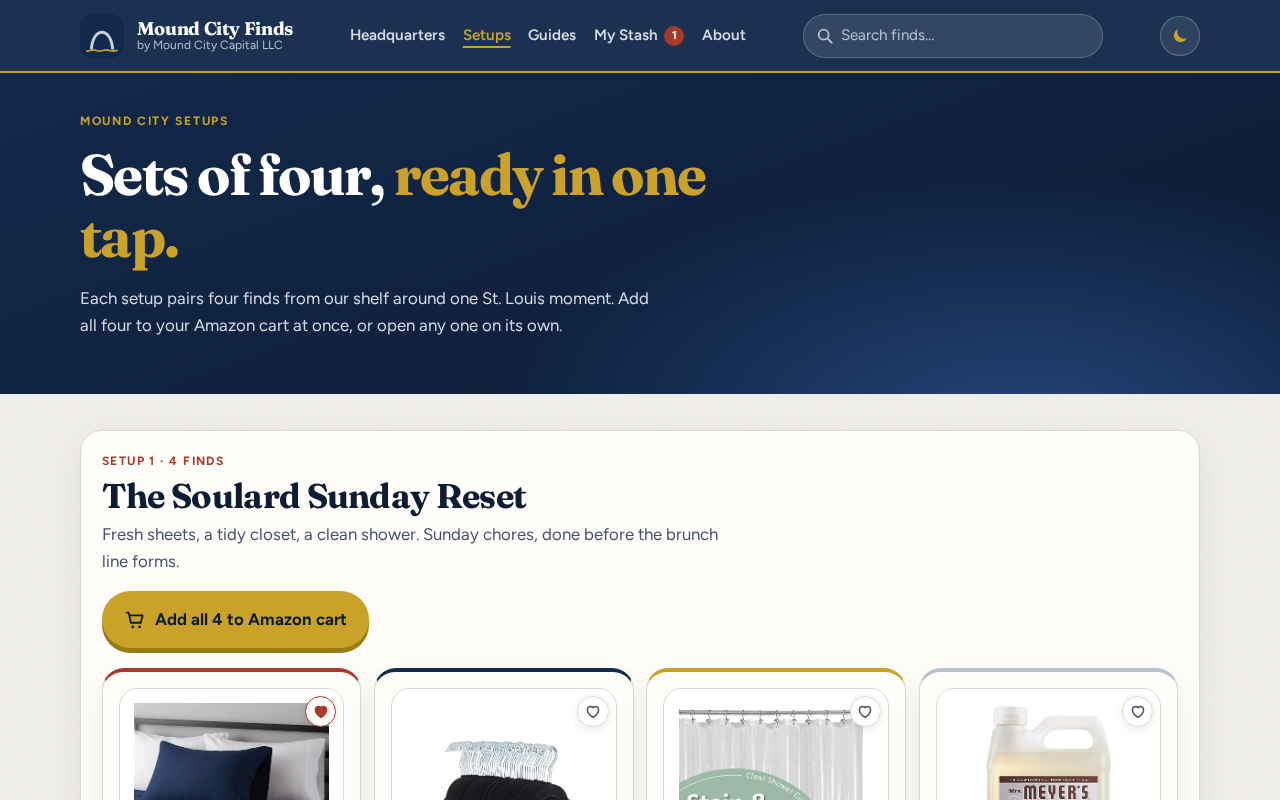 Mound City Finds
by Mound City Capital LLC
Headquarters
Setups
Guides
My Stash 1
About
Search finds...
MOUND CITY SETUPS
Sets of four, ready in one
tap.
Each setup pairs four finds from our shelf around one St. Louis moment. Add
all four to your Amazon cart at once, or open any one on its own.
SETUP 1 · 4 FINDS
The Soulard Sunday Reset
Fresh sheets, a tidy closet, a clean shower. Sunday chores, done before the brunch
line forms.
Add all 4 to Amazon cart
Clear Shower
Stain &
Mrs. MEYER'S